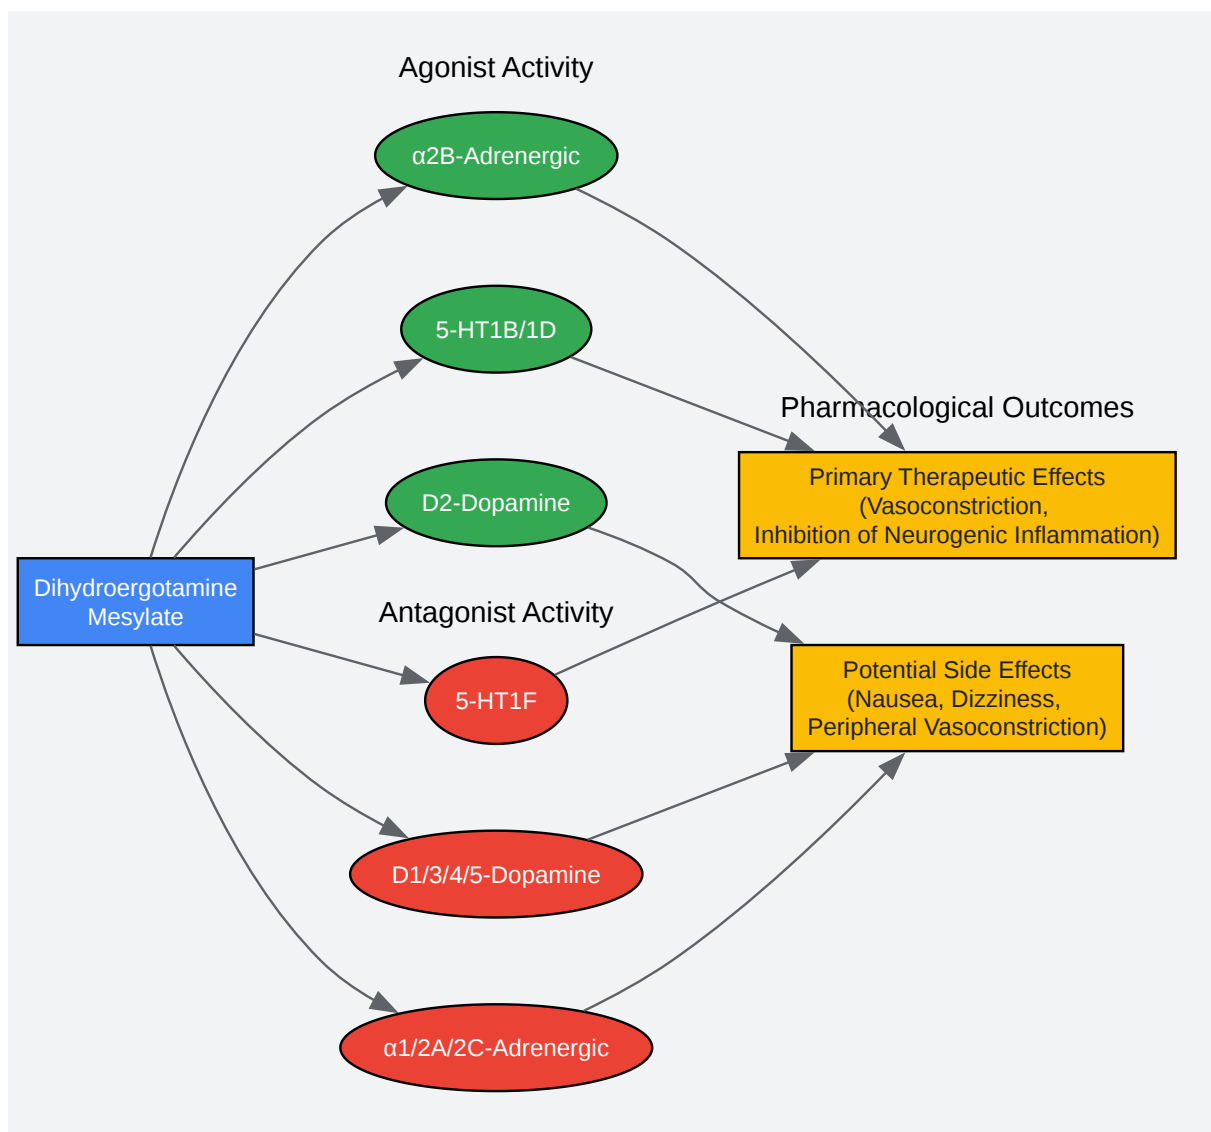 Agonist Activity
α2B-Adrenergic
5-HT1B/1D
Pharmacological Outcomes
Primary Therapeutic Effects
(Vasoconstriction,
Inhibition of Neurogenic Inflammation)
D2-Dopamine
Dihydroergotamine
Mesylate
Antagonist Activity
5-HT1F
Potential Side Effects
(Nausea, Dizziness,
Peripheral Vasoconstriction)
D1/3/4/5-Dopamine
α1/2A/2C-Adrenergic